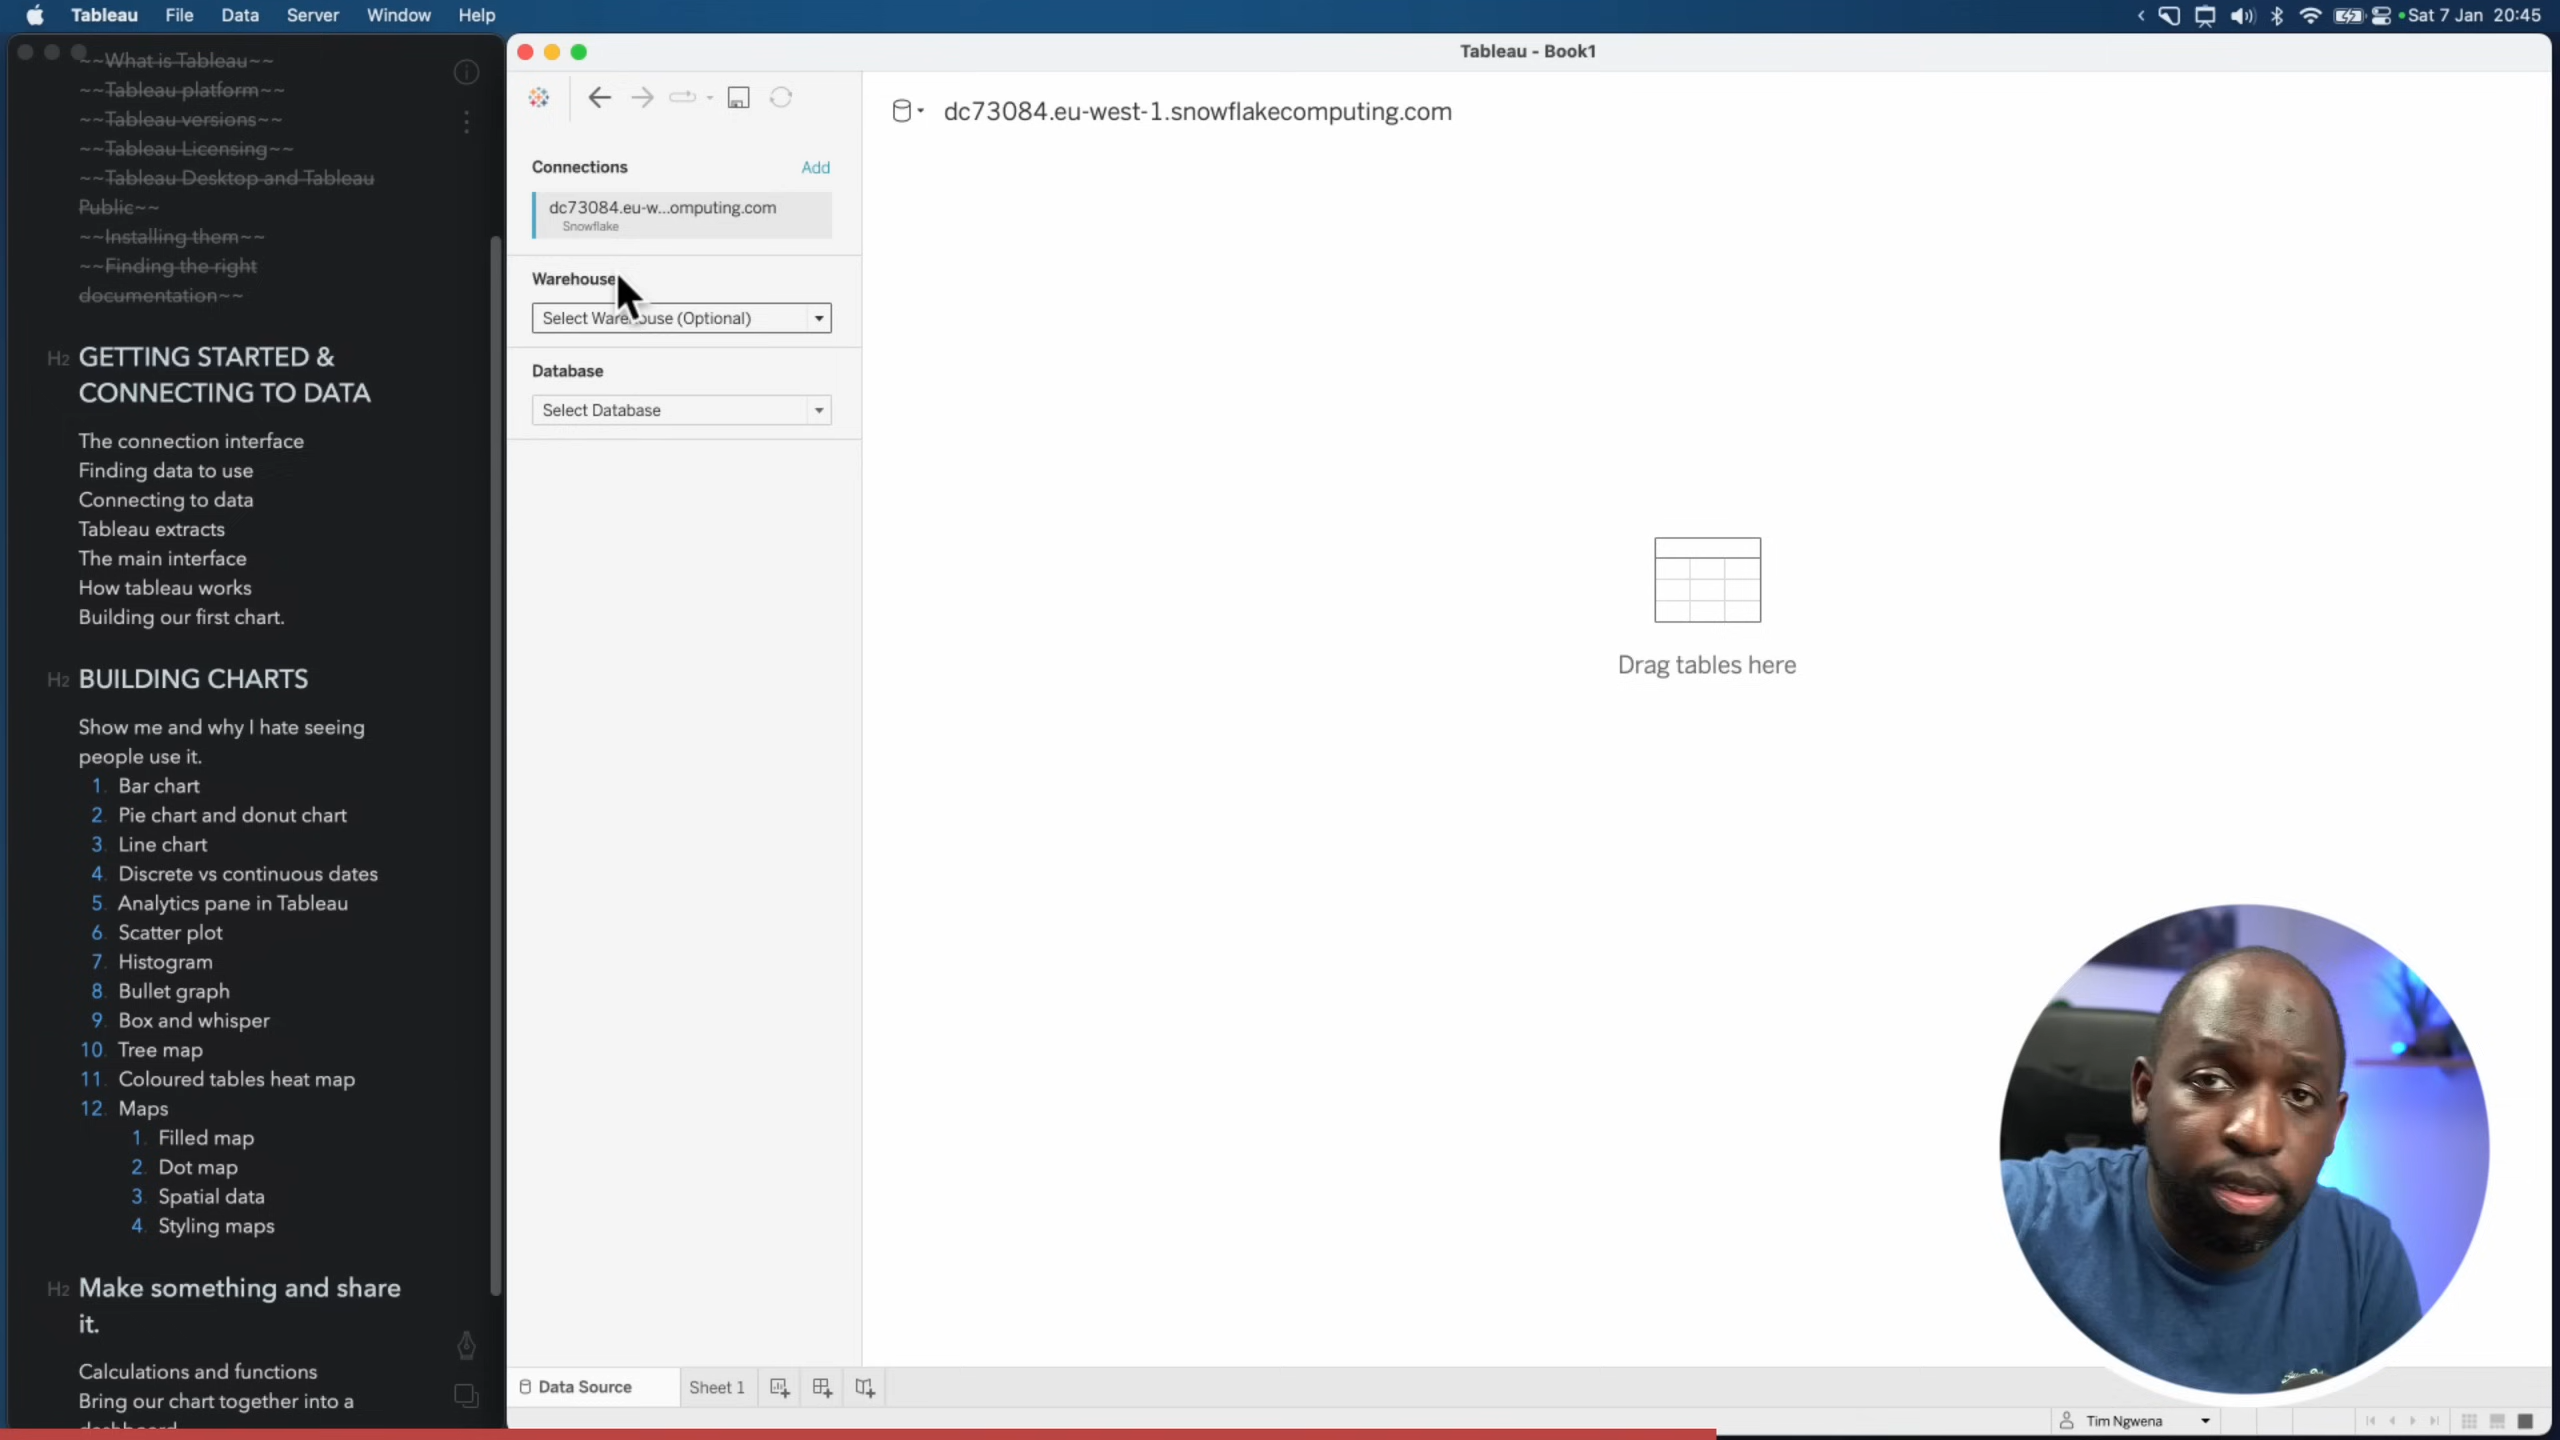 Tableau File Data Server Window Help
Sat 7 Jan 20:45
~~What is Tableau~~
~~Tableau platform~~
~~Tableau versions~~
~~Tableau Licensing~~
~~Tableau Desktop and Tableau
Public~~
~~Installing them~~
~~Finding the right
documentation~~
H2 GETTING STARTED &
CONNECTING TO DATA
The connection interface
Finding data to use
Connecting to data
Tableau extracts
The main interface
How tableau works
Building our first chart.
H2 BUILDING CHARTS
Show me and why I hate seeing
people use it.
1. Bar chart
2. Pie chart and donut chart
3. Line chart
4. Discrete vs continuous dates
5. Analytics pane in Tableau
6. Scatter plot
7. Histogram
8. Bullet graph
9. Box and whisper
10. Tree map
11. Coloured tables heat map
12. Maps
1. Filled map
2. Dot map
3. Spatial data
4. Styling maps
H2 Make something and share
it.
Calculations and functions
Bring our chart together into a
dashboard
Tableau - Book1
Connections Add
dc73084.eu-w...omputing.com
Snowflake
Warehouse
Select Warehouse (Optional)
Database
Select Database
dc73084.eu-west-1.snowflakecomputing.com
Drag tables here
Data Source Sheet 1
Tim Ngwena